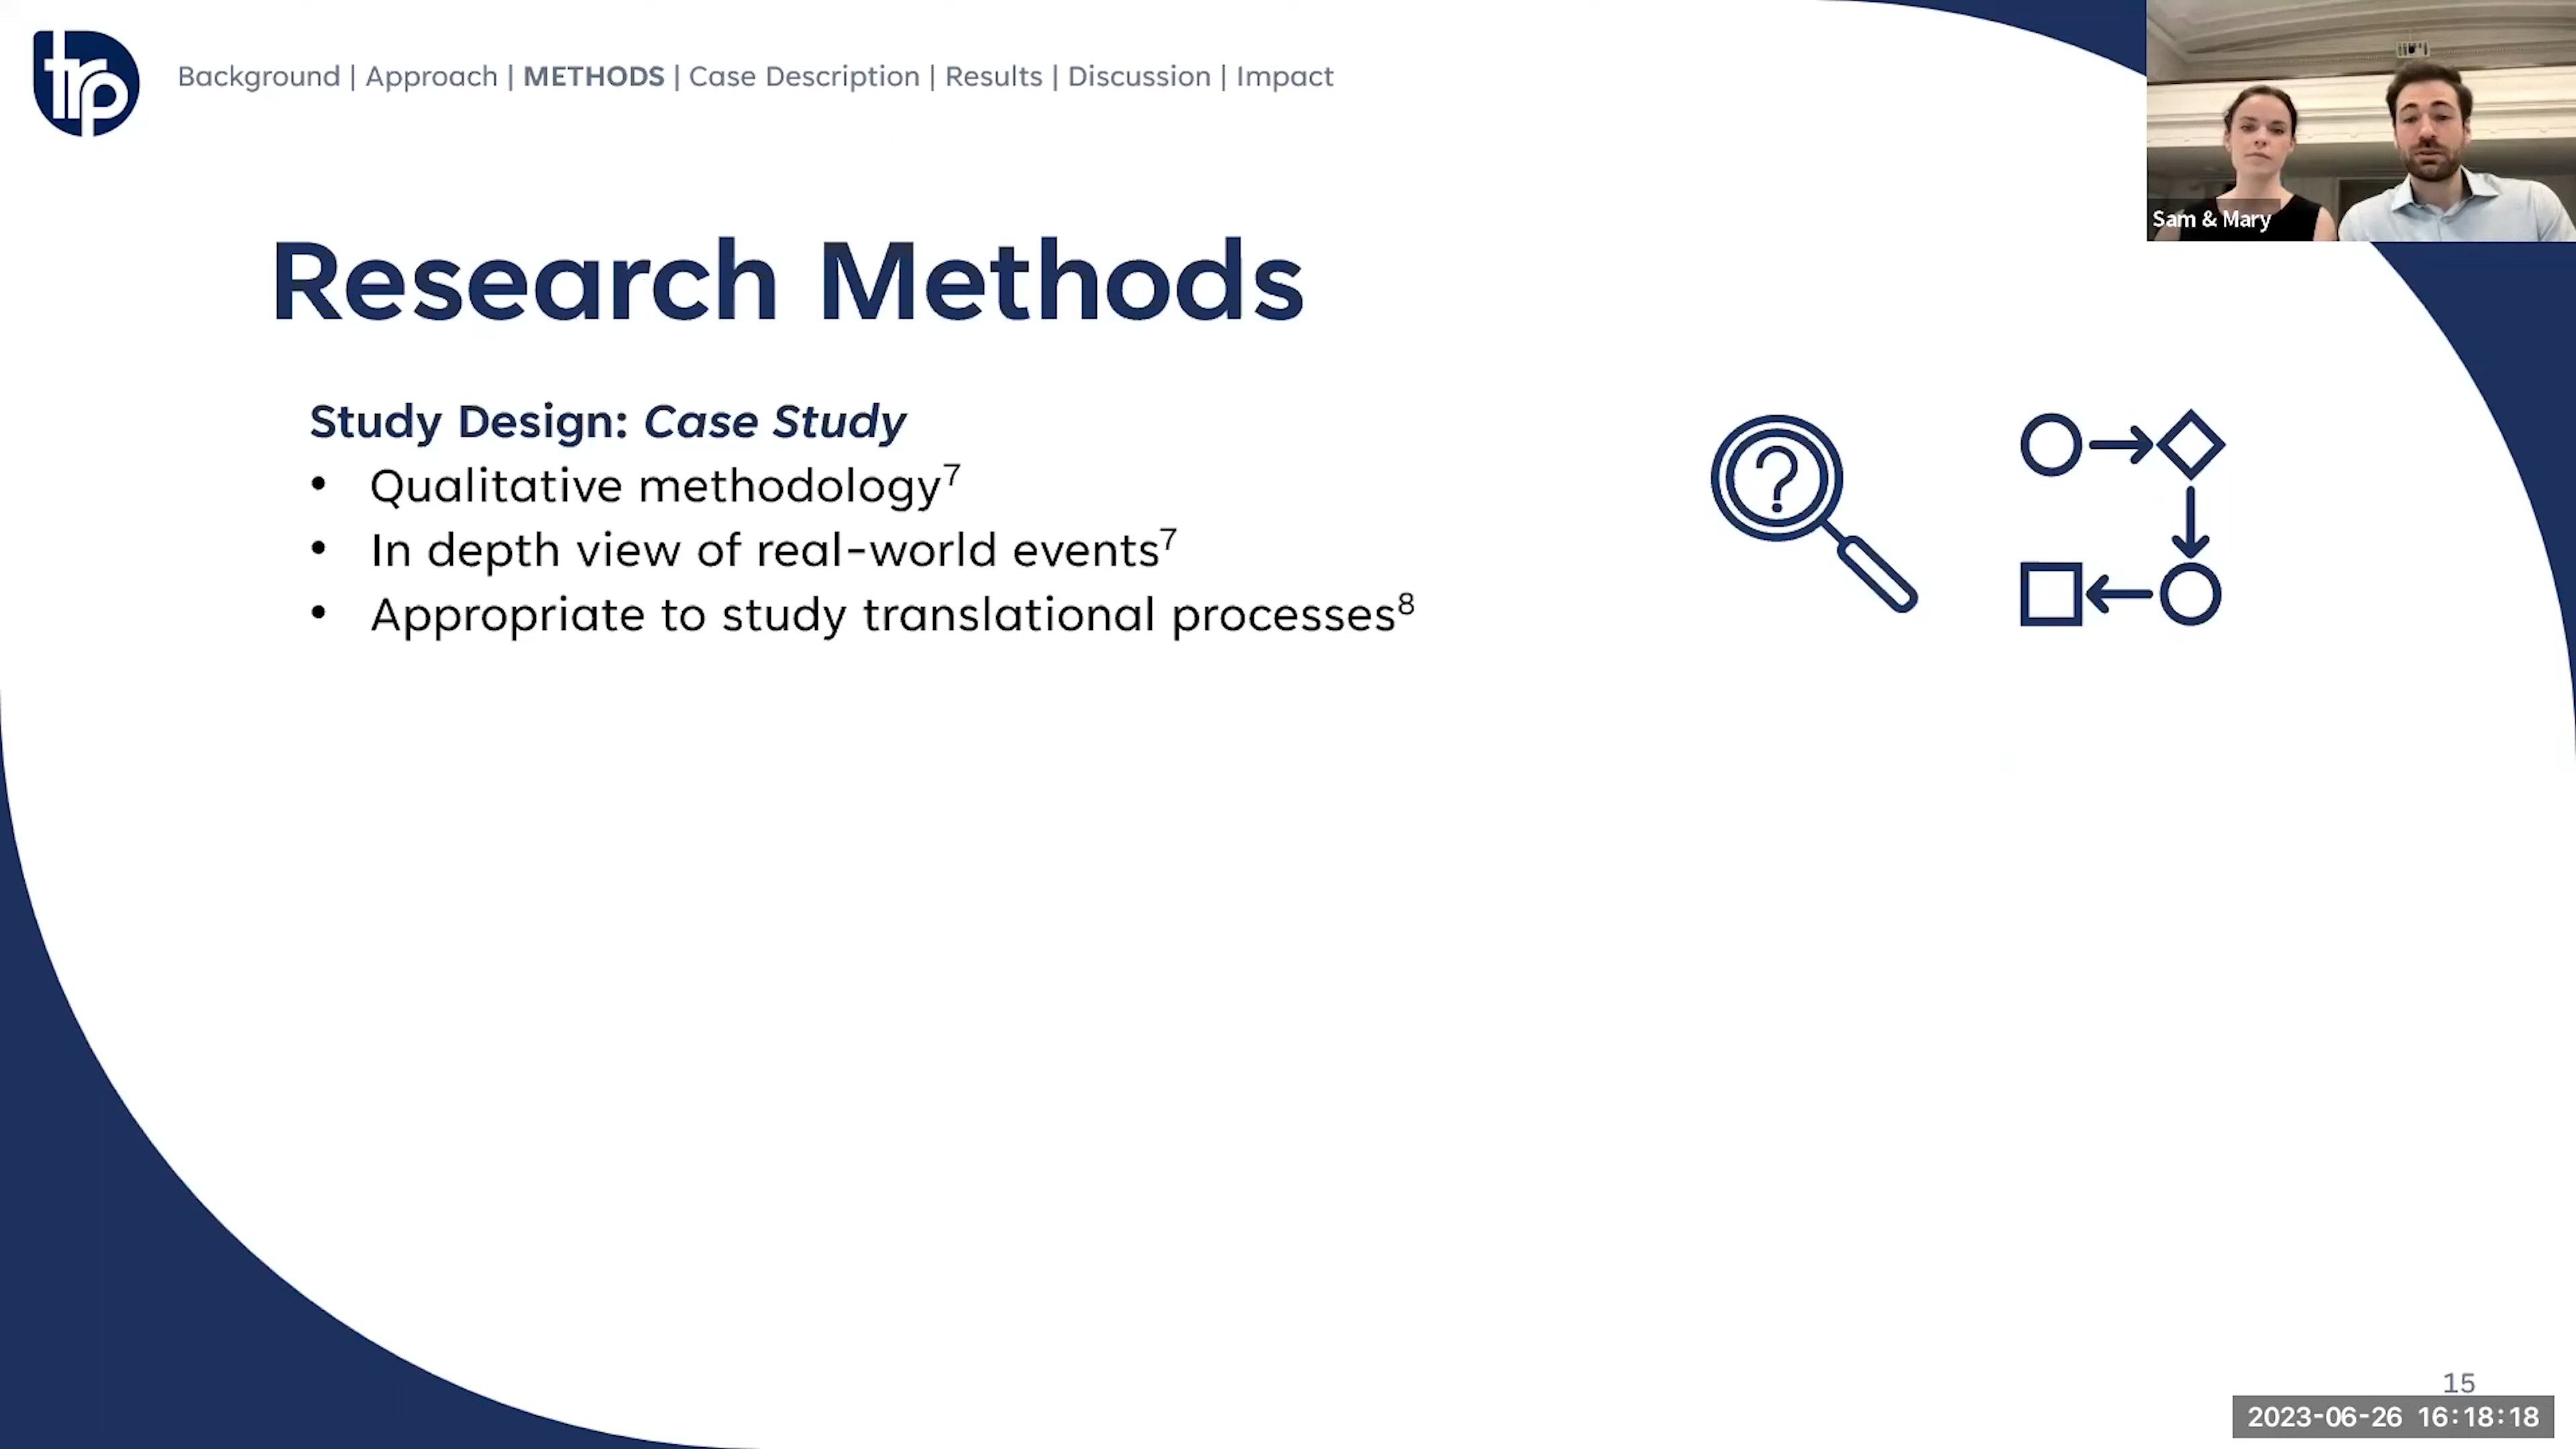 trp
Background | Approach | METHODS | Case Description | Results | Discussion | Impact
Sam & Mary
Research Methods
Study Design: Case Study
• Qualitative methodology⁷
• In depth view of real-world events⁷
• Appropriate to study translational processes⁸
?
15
2023-06-26 16:18:18